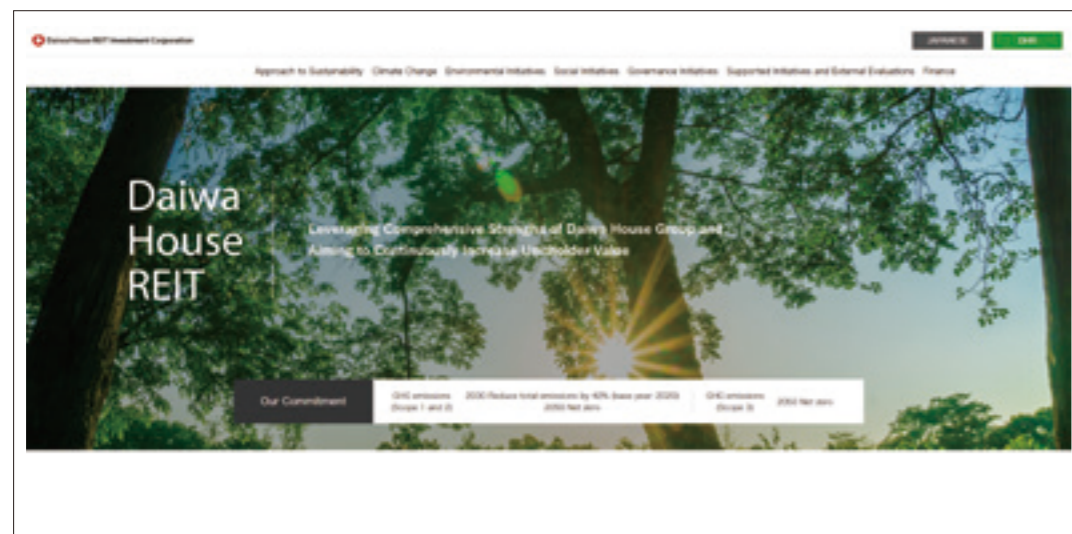 Daiwa House REIT Investment Corporation
JAPANESE DHR
Approach to Sustainability Climate Change Environmental Initiatives Social Initiatives Governance Initiatives Supported Initiatives and External Evaluations Finance
Daiwa
House
REIT
Leveraging Comprehensive Strengths of Daiwa House Group and
Aiming to Continuously Increase Unitholder Value
Our Commitment
GHG emissions
(Scope 1 and 2)
2030 Reduce total emissions by 42% (base year 2020)
2050 Net zero
GHG emissions
(Scope 3)
2050 Net zero